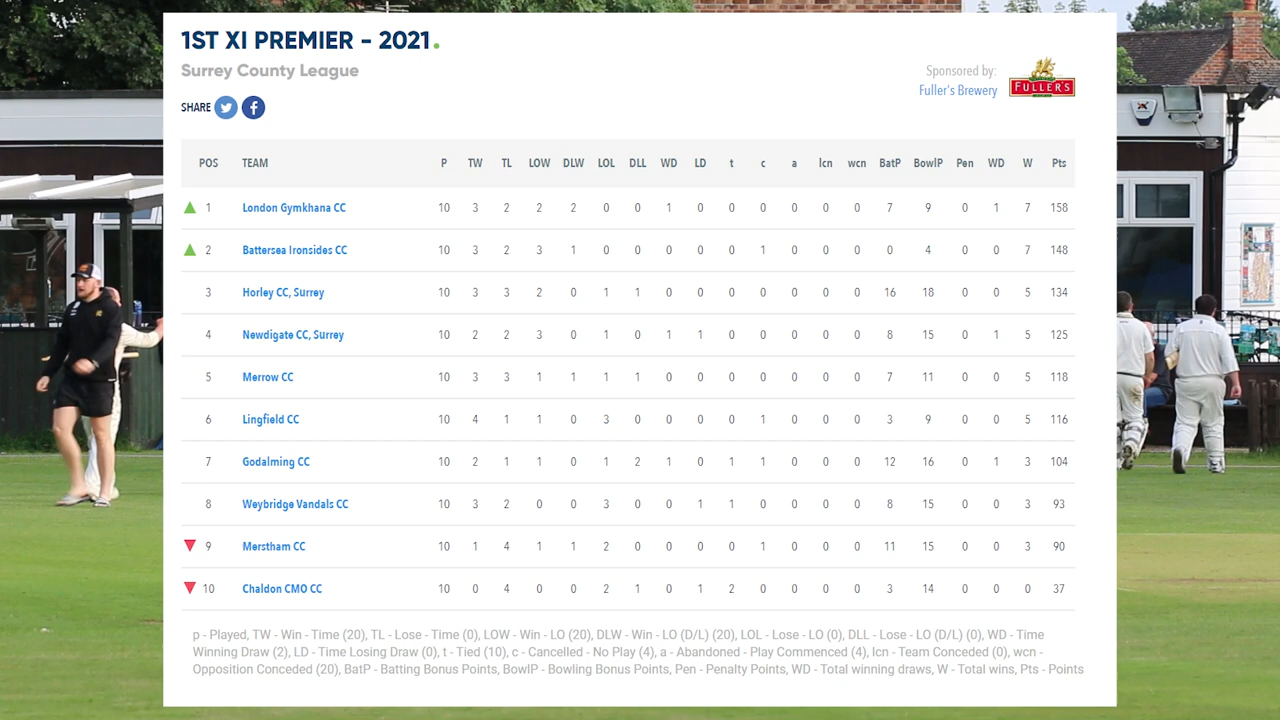 1ST XI PREMIER - 2021.
Surrey County League
Sponsored by:
Fuller's Brewery
FULLER'S
SHARE
POS TEAM P TW TL LOW DLW LOL DLL WD LD t c a lcn wcn BatP BowlP Pen WD W Pts
1 London Gymkhana CC 10 3 2 2 2 0 0 1 0 0 0 0 0 0 7 9 0 1 7 158
2 Battersea Ironsides CC 10 3 2 3 1 0 0 0 0 0 1 0 0 0 0 4 0 0 7 148
3 Horley CC, Surrey 10 3 3 2 0 1 1 0 0 0 0 0 0 0 16 18 0 0 5 134
4 Newdigate CC, Surrey 10 2 2 3 0 1 0 1 1 0 0 0 0 0 8 15 0 1 5 125
5 Merrow CC 10 3 3 1 1 1 1 0 0 0 0 0 0 0 7 11 0 0 5 118
6 Lingfield CC 10 4 1 1 0 3 0 0 0 0 1 0 0 0 3 9 0 0 5 116
7 Godalming CC 10 2 1 1 0 1 2 1 0 1 1 0 0 0 12 16 0 1 3 104
8 Weybridge Vandals CC 10 3 2 0 0 3 0 0 1 1 0 0 0 0 8 15 0 0 3 93
9 Merstham CC 10 1 4 1 1 2 0 0 0 0 1 0 0 0 11 15 0 0 3 90
10 Chaldon CMO CC 10 0 4 0 0 2 1 0 1 2 0 0 0 0 3 14 0 0 0 37
p - Played, TW - Win - Time (20), TL - Lose - Time (0), LOW - Win - LO (20), DLW - Win - LO (D/L) (20), LOL - Lose - LO (0), DLL - Lose - LO (D/L) (0), WD - Time
Winning Draw (2), LD - Time Losing Draw (0), t - Tied (10), c - Cancelled - No Play (4), a - Abandoned - Play Commenced (4), lcn - Team Conceded (0), wcn -
Opposition Conceded (20), BatP - Batting Bonus Points, BowlP - Bowling Bonus Points, Pen - Penalty Points, WD - Total winning draws, W - Total wins, Pts - Points